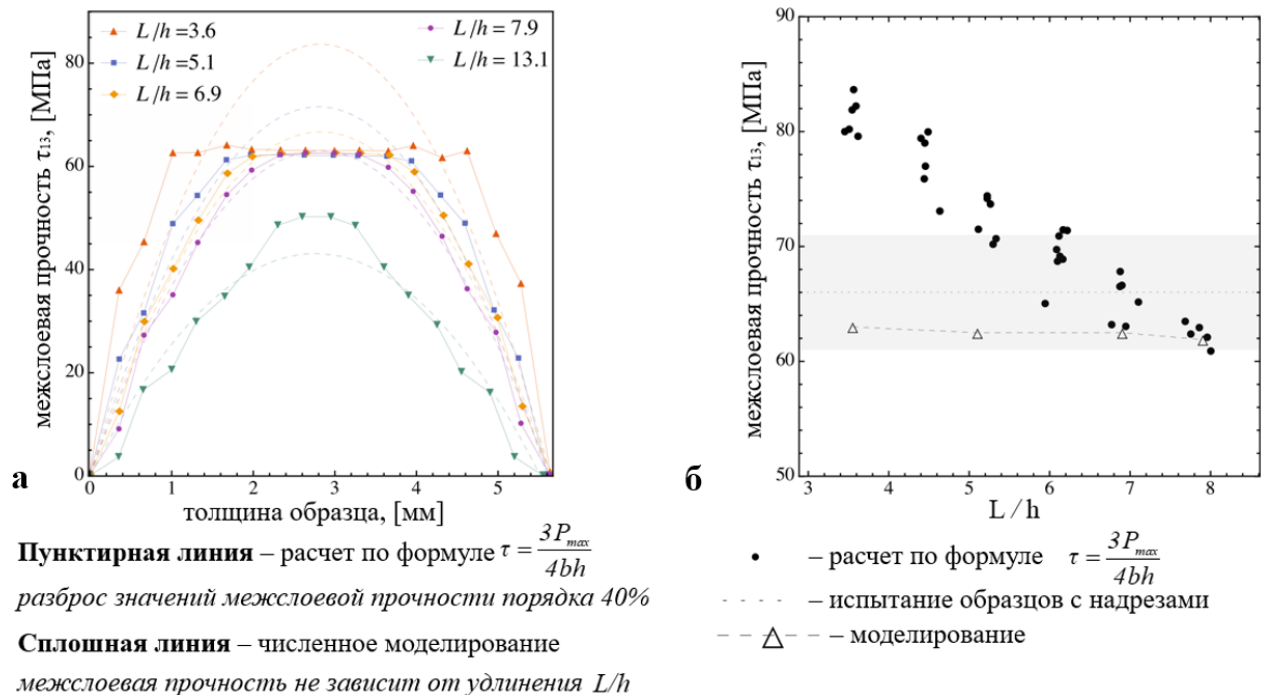 L/h =3.6
L/h =5.1
L/h = 6.9
L/h = 7.9
L/h = 13.1
межслоевая прочность τ₁₃, [МПа]
80
60
40
20
0
0 1 2 3 4 5
толщина образца, [мм]
а
межслоевая прочность τ₁₃, [МПа]
90
80
70
60
50
3 4 5 6 7 8
L / h
б
Пунктирная линия – расчет по формуле τ = 3Pmax / 4bh
разброс значений межслоевой прочности порядка 40%
Сплошная линия – численное моделирование
межслоевая прочность не зависит от удлинения L/h
• – расчет по формуле τ = 3Pmax / 4bh
– испытание образцов с надрезами
– моделирование